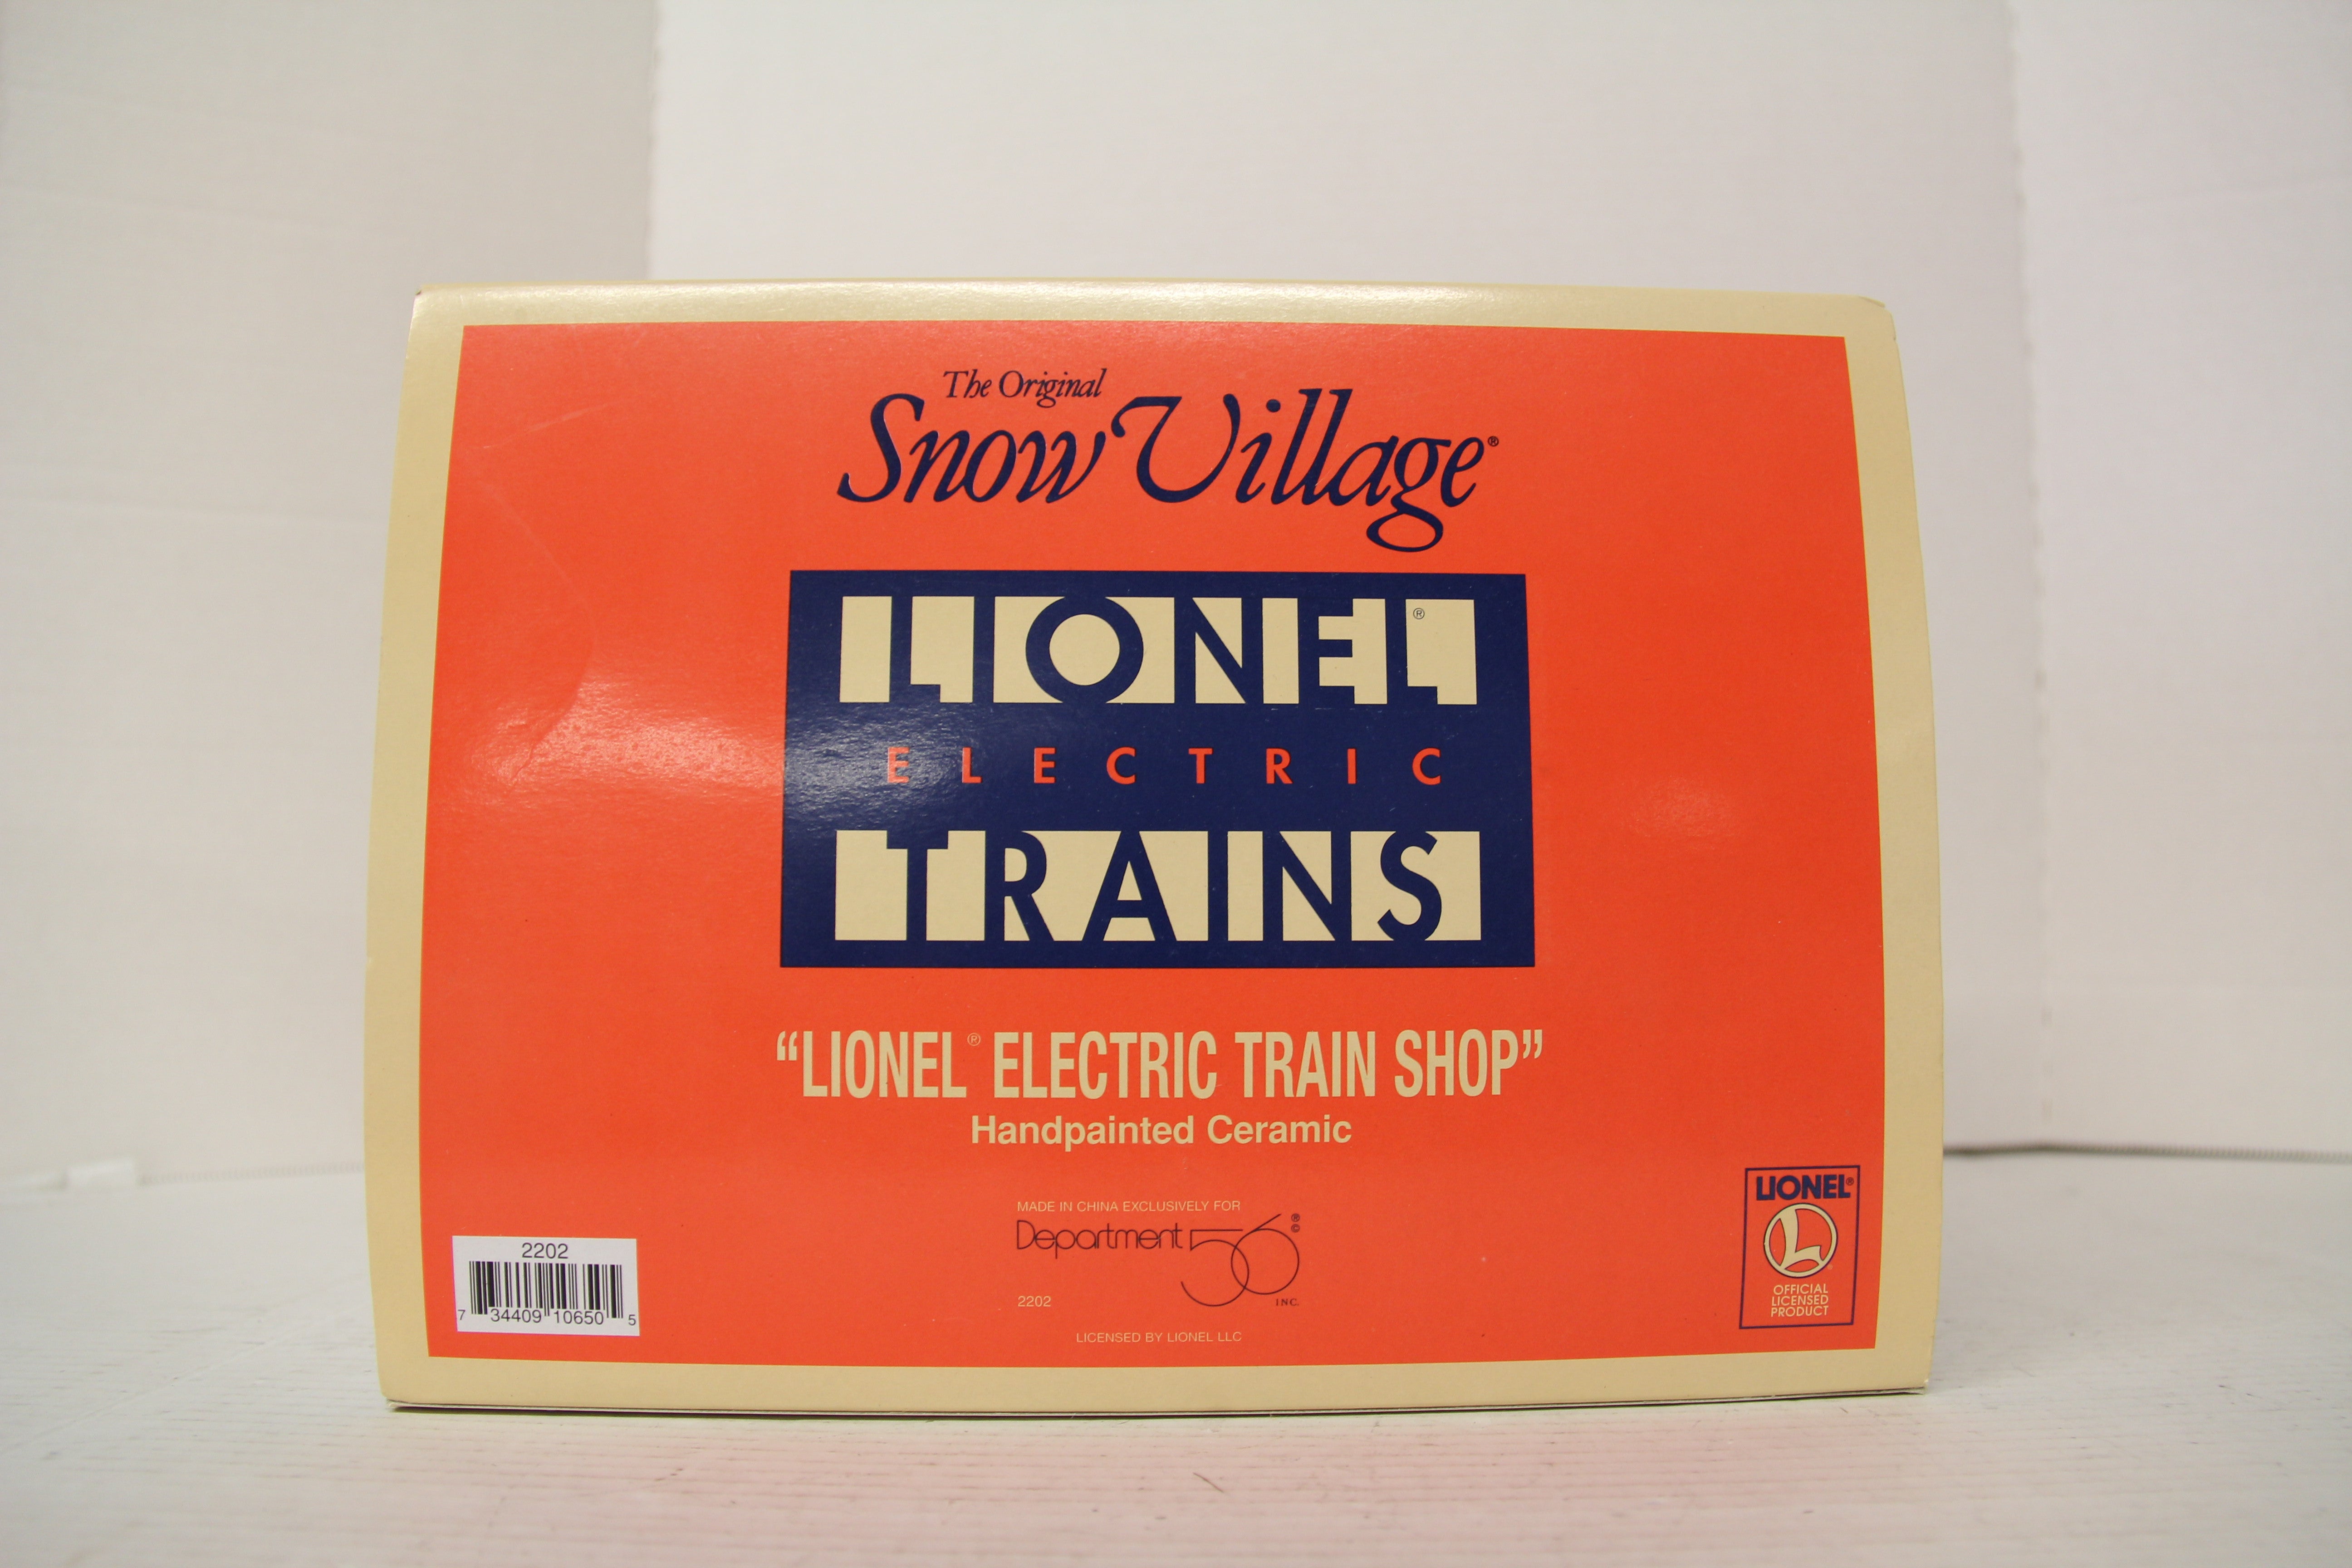 The Original
Snow Village®
LIONEL®
ELECTRIC
TRAINS
“LIONEL® ELECTRIC TRAIN SHOP”
Handpainted Ceramic
MADE IN CHINA EXCLUSIVELY FOR
Department 56® ©
INC.
2202
LICENSED BY LIONEL LLC
2202
7 34409 10650 5
LIONEL®
L
OFFICIAL
LICENSED
PRODUCT